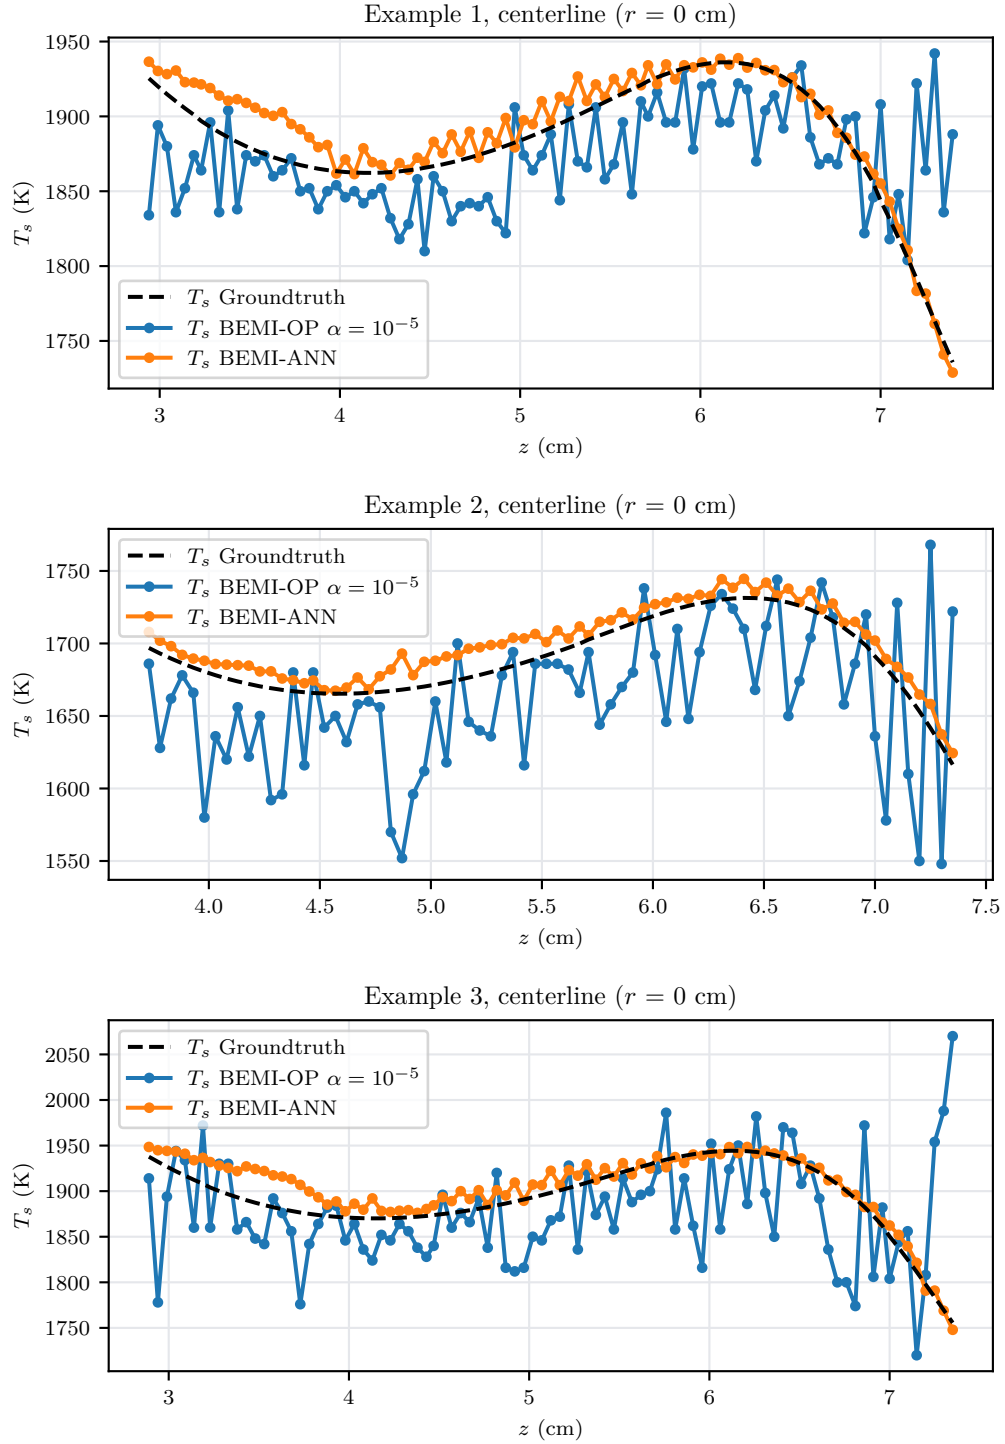 Example 1, centerline (r = 0 cm)
1950
1900
1850
1800
1750
T_s (K)
T_s Groundtruth
T_s BEMI-OP α = 10⁻⁵
T_s BEMI-ANN
3 4 5 6 7
z (cm)
Example 2, centerline (r = 0 cm)
1750
1700
1650
1600
1550
T_s (K)
T_s Groundtruth
T_s BEMI-OP α = 10⁻⁵
T_s BEMI-ANN
4.0 4.5 5.0 5.5 6.0 6.5 7.0 7.5
z (cm)
Example 3, centerline (r = 0 cm)
2050
2000
1950
1900
1850
1800
1750
T_s (K)
T_s Groundtruth
T_s BEMI-OP α = 10⁻⁵
T_s BEMI-ANN
3 4 5 6 7
z (cm)